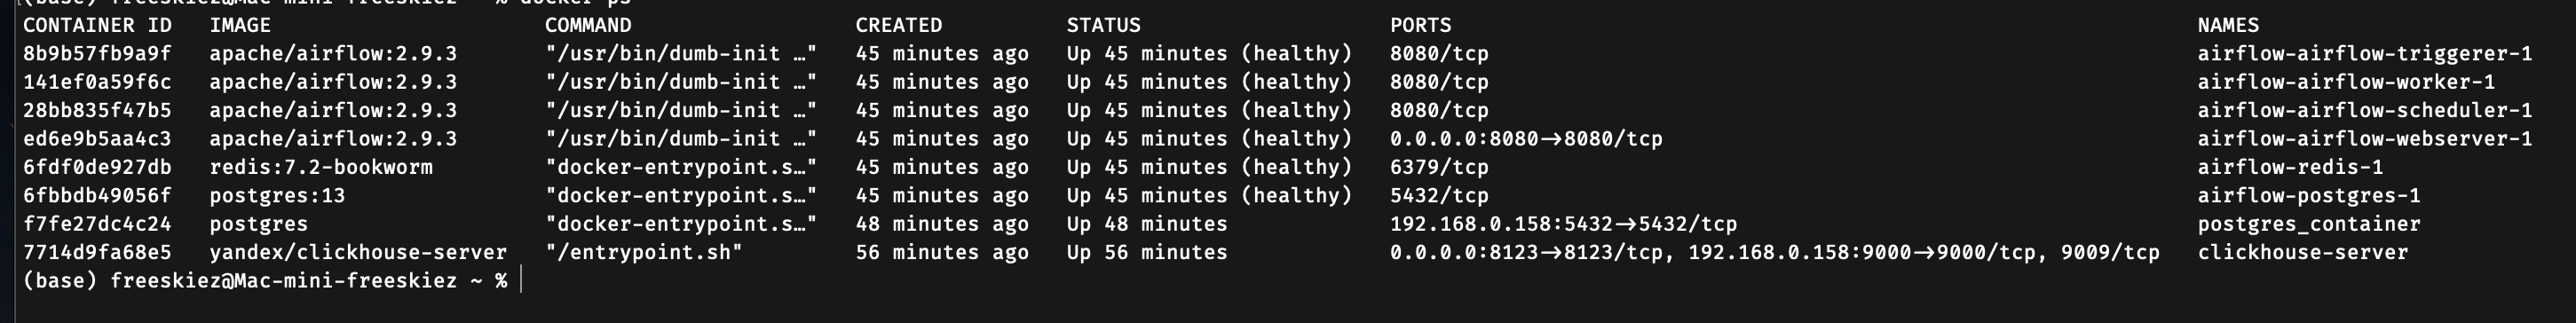 (base) freeskiez@Mac-mini-freeskiez ~ % docker ps
CONTAINER ID   IMAGE                      COMMAND                  CREATED          STATUS                    PORTS                                                              NAMES
8b9b57fb9a9f   apache/airflow:2.9.3       "/usr/bin/dumb-init …"   45 minutes ago   Up 45 minutes (healthy)   8080/tcp                                                           airflow-airflow-triggerer-1
141ef0a59f6c   apache/airflow:2.9.3       "/usr/bin/dumb-init …"   45 minutes ago   Up 45 minutes (healthy)   8080/tcp                                                           airflow-airflow-worker-1
28bb835f47b5   apache/airflow:2.9.3       "/usr/bin/dumb-init …"   45 minutes ago   Up 45 minutes (healthy)   8080/tcp                                                           airflow-airflow-scheduler-1
ed6e9b5aa4c3   apache/airflow:2.9.3       "/usr/bin/dumb-init …"   45 minutes ago   Up 45 minutes (healthy)   0.0.0.0:8080->8080/tcp                                             airflow-airflow-webserver-1
6fdf0de927db   redis:7.2-bookworm         "docker-entrypoint.s…"   45 minutes ago   Up 45 minutes (healthy)   6379/tcp                                                           airflow-redis-1
6fbbdb49056f   postgres:13                "docker-entrypoint.s…"   45 minutes ago   Up 45 minutes (healthy)   5432/tcp                                                           airflow-postgres-1
f7fe27dc4c24   postgres                   "docker-entrypoint.s…"   48 minutes ago   Up 48 minutes             192.168.0.158:5432->5432/tcp                                       postgres_container
7714d9fa68e5   yandex/clickhouse-server   "/entrypoint.sh"         56 minutes ago   Up 56 minutes             0.0.0.0:8123->8123/tcp, 192.168.0.158:9000->9000/tcp, 9009/tcp   clickhouse-server
(base) freeskiez@Mac-mini-freeskiez ~ %